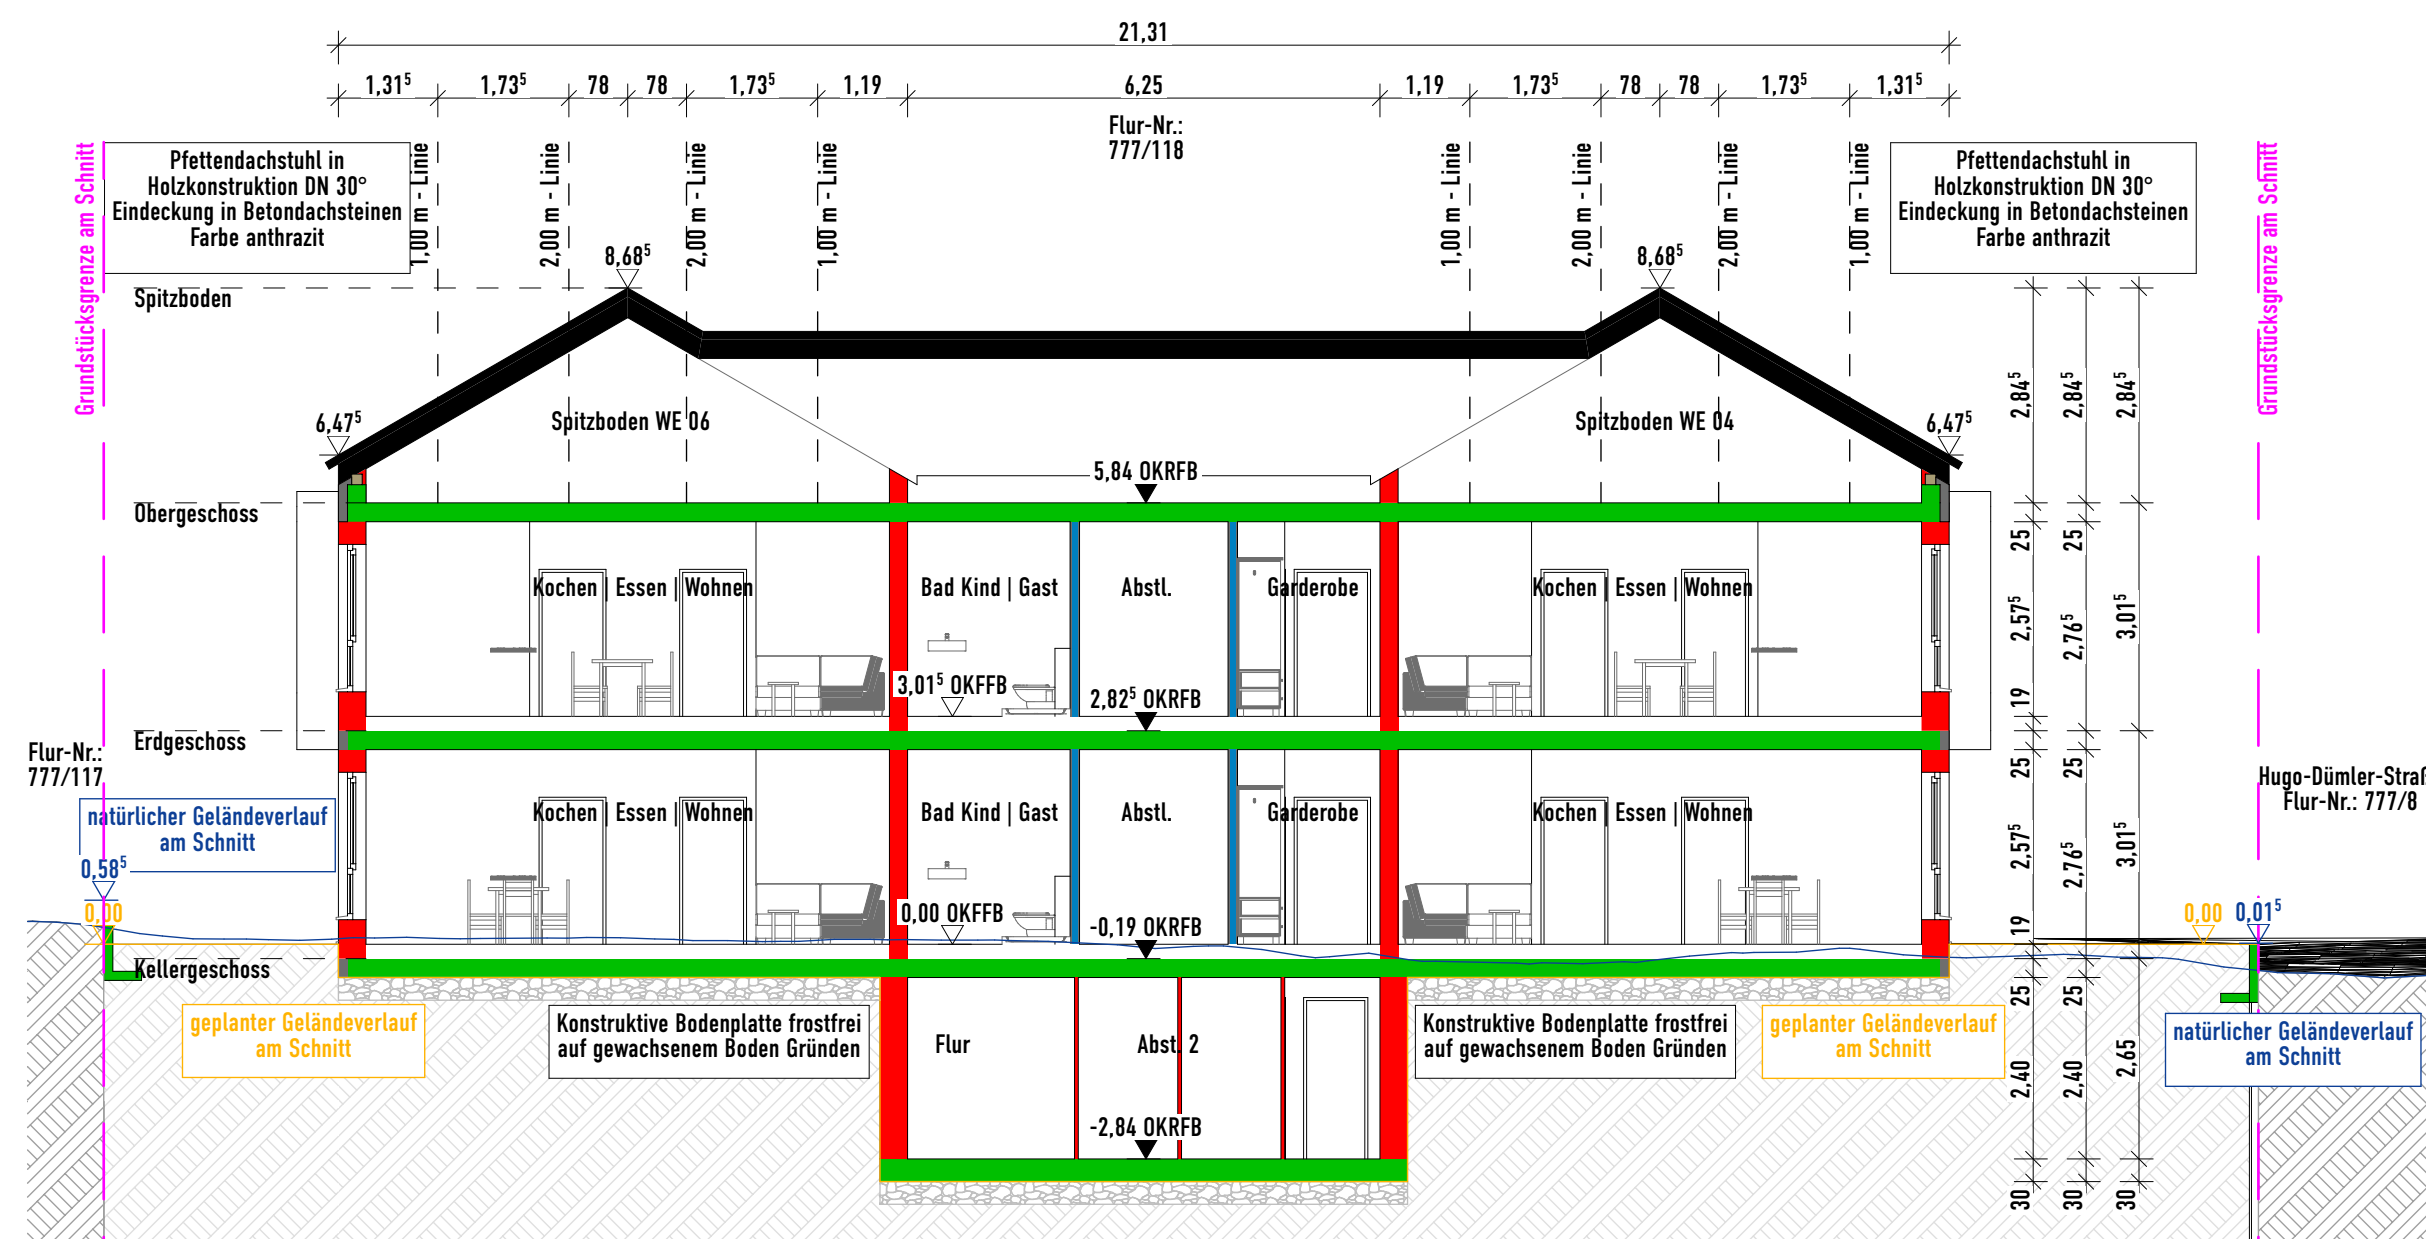 21,31
1,31⁵ 1,73⁵ 78 78 1,73⁵ 1,19 6,25 1,19 1,73⁵ 78 78 1,73⁵ 1,31⁵
Flur-Nr.:
777/118
Grundstücksgrenze am Schnitt
Pfettendachstuhl in
Holzkonstruktion DN 30°
Eindeckung in Betondachsteinen
Farbe anthrazit
1,00 m - Linie
2,00 m - Linie
2,00 m - Linie
1,00 m - Linie
1,00 m - Linie
2,00 m - Linie
2,00 m - Linie
1,00 m - Linie
Pfettendachstuhl in
Holzkonstruktion DN 30°
Eindeckung in Betondachsteinen
Farbe anthrazit
Grundstücksgrenze am Schnitt
8,68⁵ 8,68⁵
Spitzboden
6,47⁵ Spitzboden WE 06 Spitzboden WE 04 6,47⁵
5,84 OKRFB
Obergeschoss
Kochen | Essen | Wohnen Bad Kind | Gast Abstl. Garderobe Kochen | Essen | Wohnen
3,01⁵ OKFFB 2,82⁵ OKRFB
Erdgeschoss
Flur-Nr.:
777/117
Kochen | Essen | Wohnen Bad Kind | Gast Abstl. Garderobe Kochen | Essen | Wohnen
natürlicher Geländeverlauf
am Schnitt
0,58⁵
0,00
0,00 OKFFB -0,19 OKRFB
Kellergeschoss
geplanter Geländeverlauf
am Schnitt
Konstruktive Bodenplatte frostfrei
auf gewachsenem Boden Gründen
Flur Abst. 2
-2,84 OKRFB
Konstruktive Bodenplatte frostfrei
auf gewachsenem Boden Gründen
geplanter Geländeverlauf
am Schnitt
2,84⁵ 2,84⁵ 2,84⁵
25 25
2,57⁵ 2,76⁵ 3,01⁵
19
25 25
2,57⁵ 2,76⁵ 3,01⁵
19
25 25
2,40 2,40 2,65
30 30 30
Hugo-Dümler-Straß
Flur-Nr.: 777/8
0,00 0,01⁵
natürlicher Geländeverlauf
am Schnitt